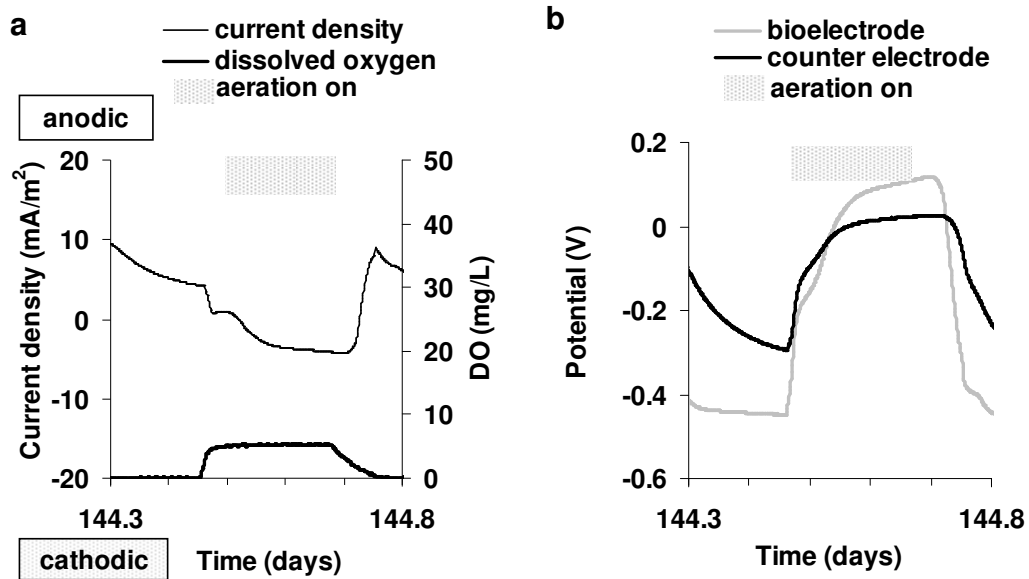 a
current density
dissolved oxygen
aeration on
anodic
Current density (mA/m²)
20
10
0
-10
-20
50
40
30
20
10
0
DO (mg/L)
144.3
144.8
Time (days)
cathodic
b
bioelectrode
counter electrode
aeration on
Potential (V)
0.2
0
-0.2
-0.4
-0.6
144.3
144.8
Time (days)